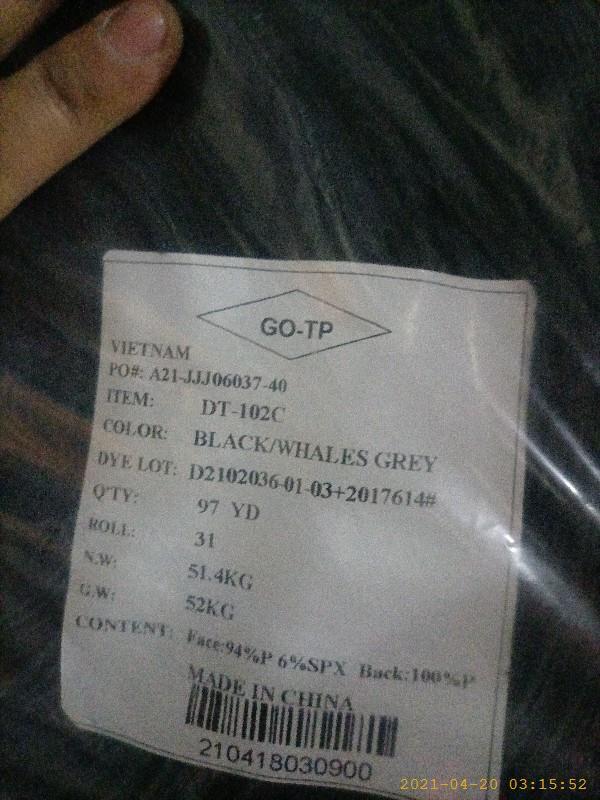 GO-TP
VIETNAM
PO#: A21-JJJ06037-40
ITEM: DT-102C
COLOR: BLACK/WHALES GREY
DYE LOT: D2102036-01-03+2017614#
Q'TY: 97 YD
ROLL: 31
N.W: 51.4KG
G.W: 52KG
CONTENT: Face:94%P 6%SPX Back:100%P
MADE IN CHINA
210418030900
2021-04-20 03:15:52